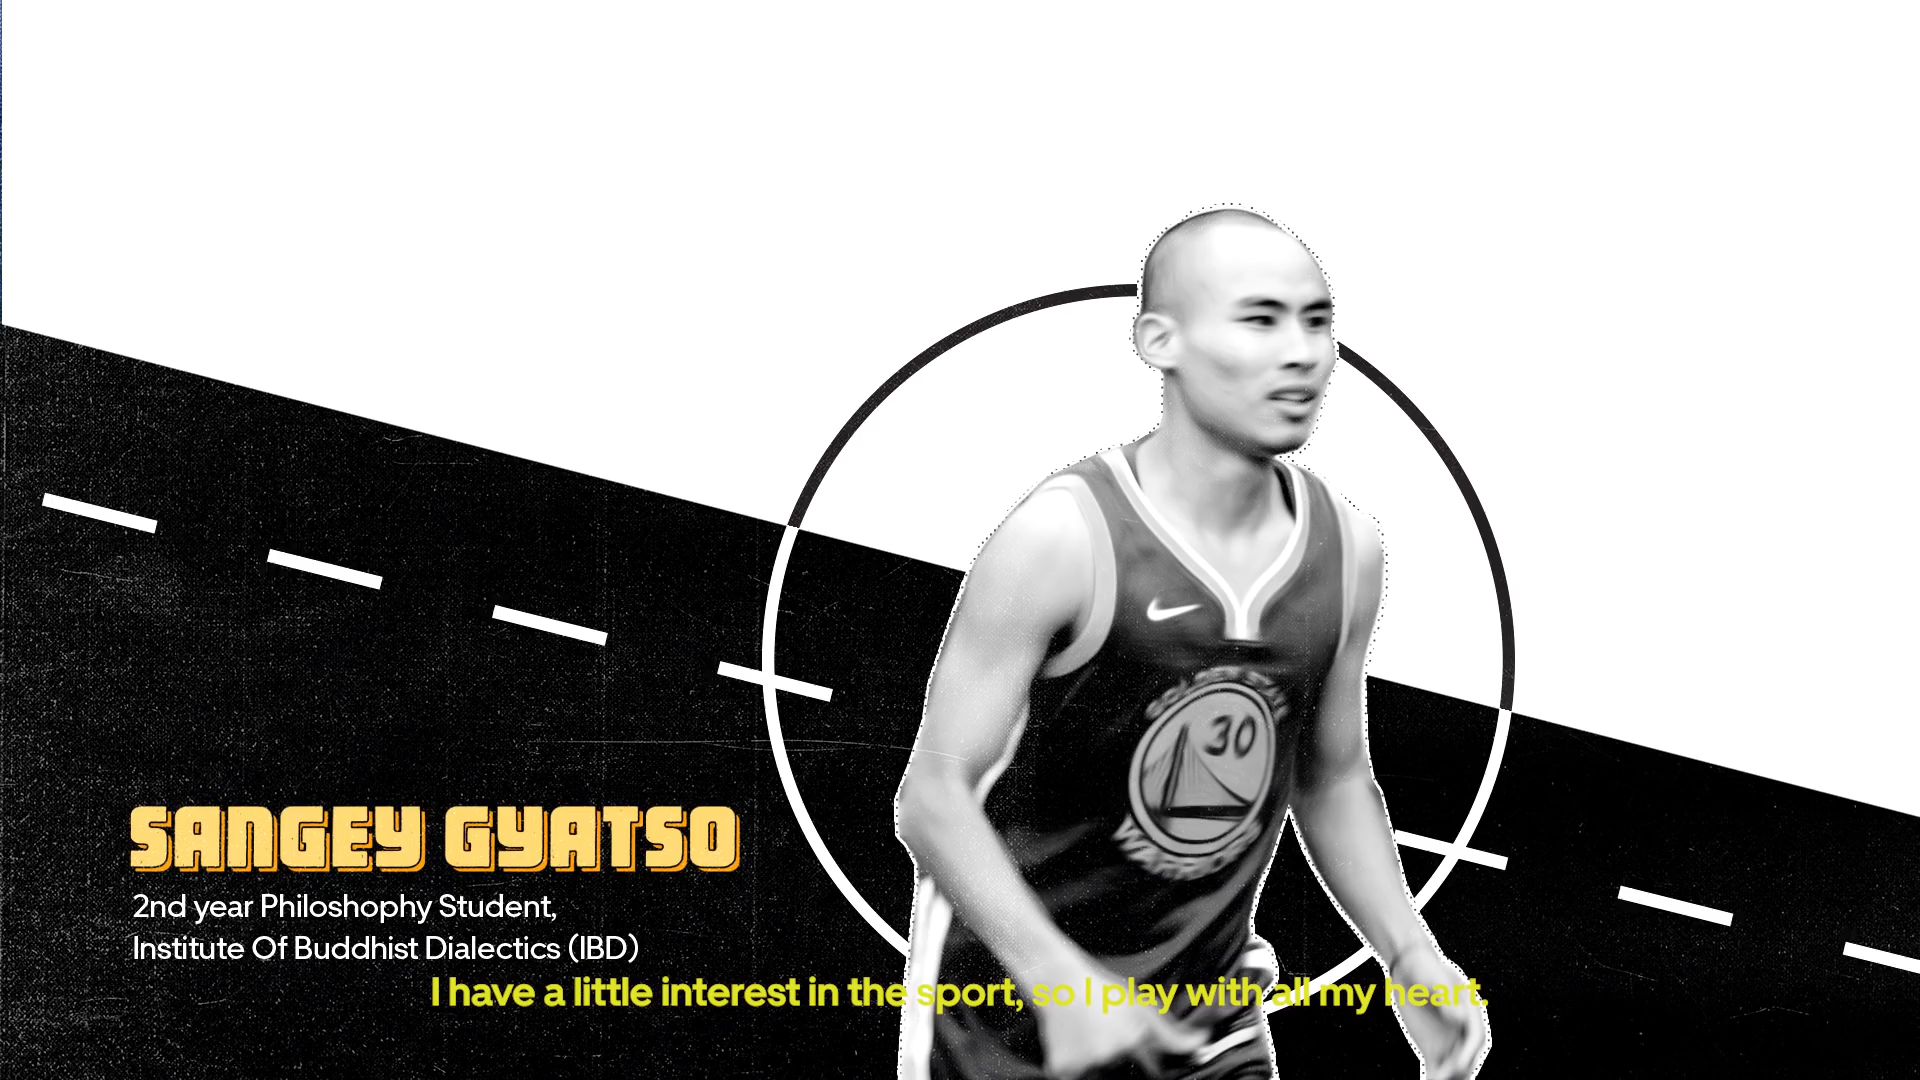 30
SANGEY GYATSO
2nd year Philoshophy Student,
Institute Of Buddhist Dialectics (IBD)
I have a little interest in the sport, so I play with all my heart.